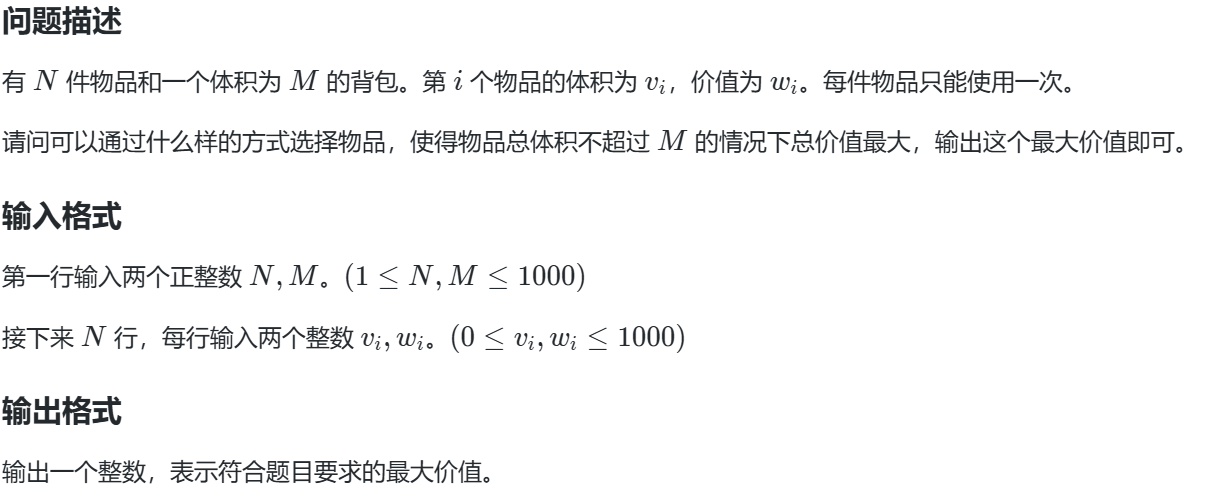 问题描述
有 N 件物品和一个体积为 M 的背包。第 i 个物品的体积为 v_i，价值为 w_i。每件物品只能使用一次。
请问可以通过什么样的方式选择物品，使得物品总体积不超过 M 的情况下总价值最大，输出这个最大价值即可。
输入格式
第一行输入两个正整数 N, M。(1 ≤ N, M ≤ 1000)
接下来 N 行，每行输入两个整数 v_i, w_i。(0 ≤ v_i, w_i ≤ 1000)
输出格式
输出一个整数，表示符合题目要求的最大价值。